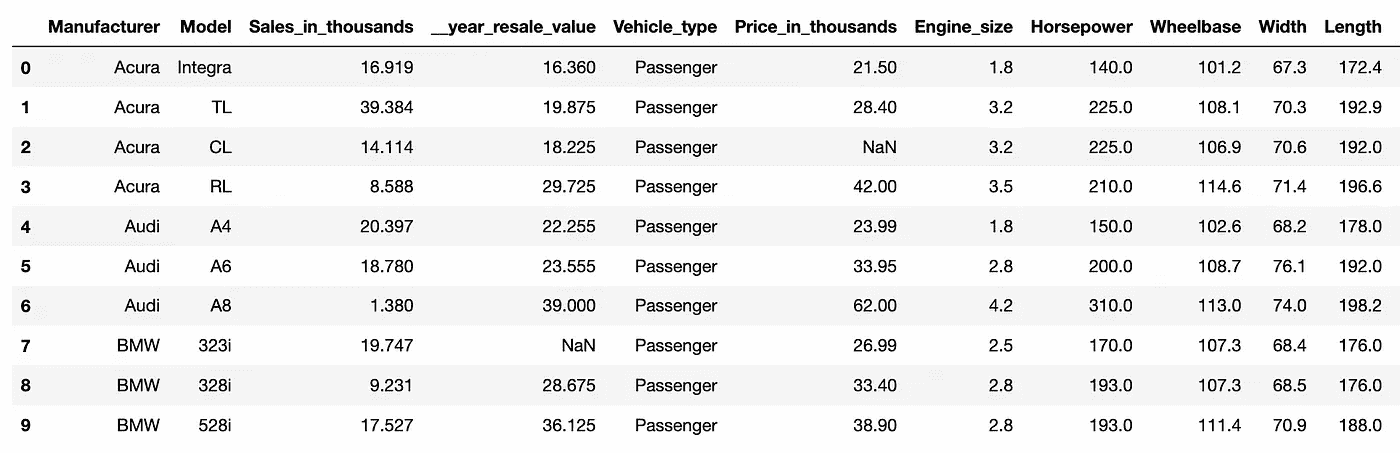 Manufacturer Model Sales_in_thousands __year_resale_value Vehicle_type Price_in_thousands Engine_size Horsepower Wheelbase Width Length
0 Acura Integra 16.919 16.360 Passenger 21.50 1.8 140.0 101.2 67.3 172.4
1 Acura TL 39.384 19.875 Passenger 28.40 3.2 225.0 108.1 70.3 192.9
2 Acura CL 14.114 18.225 Passenger NaN 3.2 225.0 106.9 70.6 192.0
3 Acura RL 8.588 29.725 Passenger 42.00 3.5 210.0 114.6 71.4 196.6
4 Audi A4 20.397 22.255 Passenger 23.99 1.8 150.0 102.6 68.2 178.0
5 Audi A6 18.780 23.555 Passenger 33.95 2.8 200.0 108.7 76.1 192.0
6 Audi A8 1.380 39.000 Passenger 62.00 4.2 310.0 113.0 74.0 198.2
7 BMW 323i 19.747 NaN Passenger 26.99 2.5 170.0 107.3 68.4 176.0
8 BMW 328i 9.231 28.675 Passenger 33.40 2.8 193.0 107.3 68.5 176.0
9 BMW 528i 17.527 36.125 Passenger 38.90 2.8 193.0 111.4 70.9 188.0